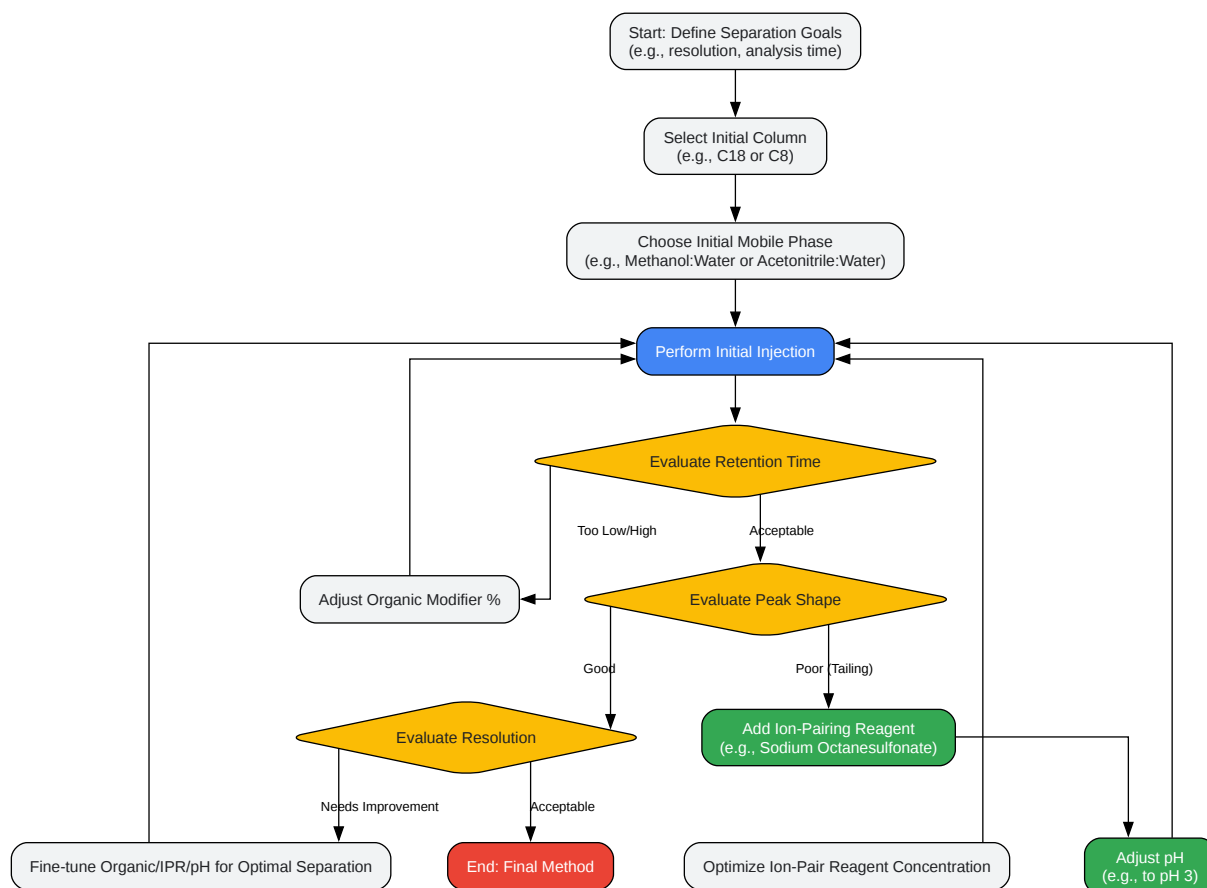 Start: Define Separation Goals
(e.g., resolution, analysis time)
Select Initial Column
(e.g., C18 or C8)
Choose Initial Mobile Phase
(e.g., Methanol:Water or Acetonitrile:Water)
Perform Initial Injection
Evaluate Retention Time
Too Low/High
Acceptable
Adjust Organic Modifier %
Evaluate Peak Shape
Good
Poor (Tailing)
Evaluate Resolution
Add Ion-Pairing Reagent
(e.g., Sodium Octanesulfonate)
Needs Improvement
Acceptable
Fine-tune Organic/IPR/pH for Optimal Separation
End: Final Method
Optimize Ion-Pair Reagent Concentration
Adjust pH
(e.g., to pH 3)